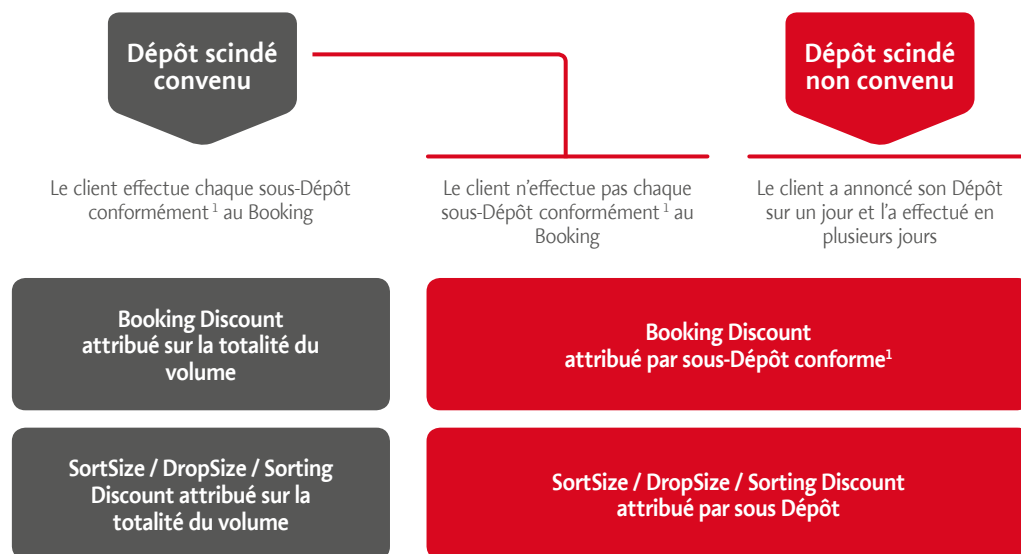 Dépôt scindé
convenu
Dépôt scindé
non convenu
Le client effectue chaque sous-Dépôt
conformément ¹ au Booking
Le client n’effectue pas chaque
sous-Dépôt conformément ¹ au
Booking
Le client a annoncé son Dépôt
sur un jour et l’a effectué en
plusieurs jours
Booking Discount
attribué sur la totalité du
volume
Booking Discount
attribué par sous-Dépôt conforme¹
SortSize / DropSize / Sorting
Discount attribué sur la
totalité du volume
SortSize / DropSize / Sorting Discount
attribué par sous Dépôt